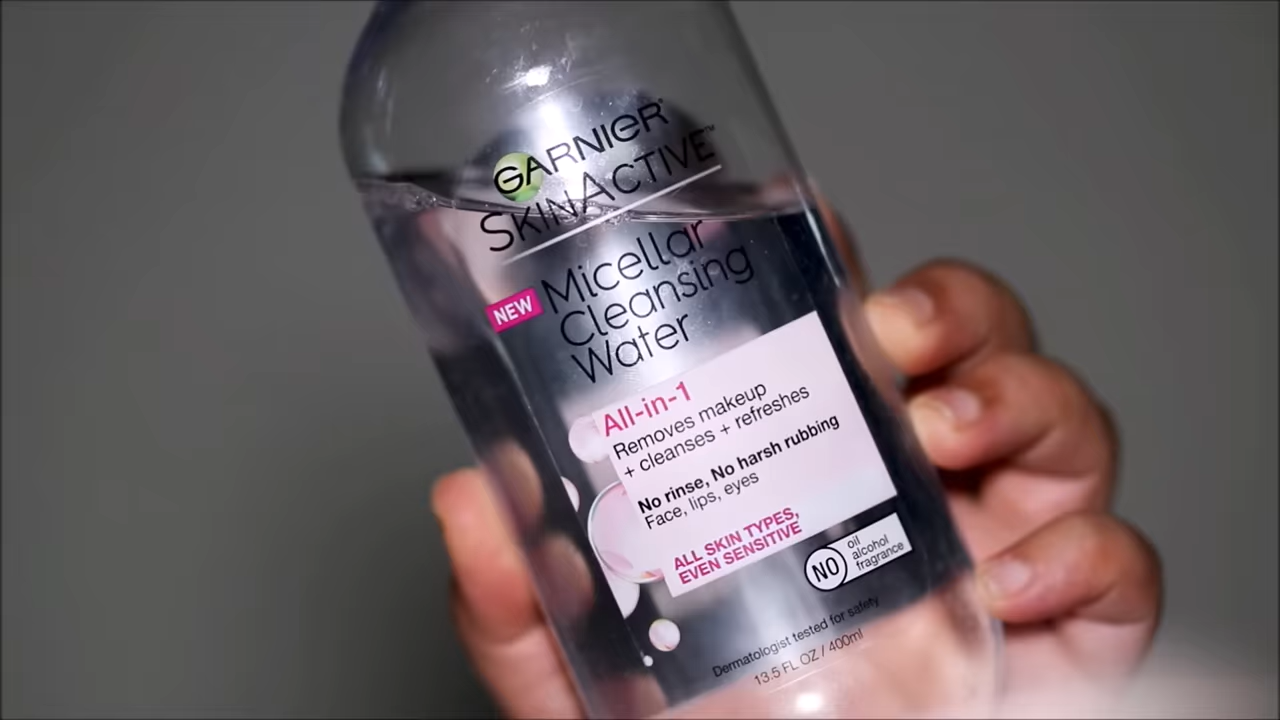 GARNIER®
SKINACTIVE™
NEW
Micellar
Cleansing
Water
All-in-1
Removes makeup
+ cleanses + refreshes
No rinse, No harsh rubbing
Face, lips, eyes
ALL SKIN TYPES,
EVEN SENSITIVE
NO
oil
alcohol
fragrance
Dermatologist tested for safety
13.5 FL OZ / 400ml